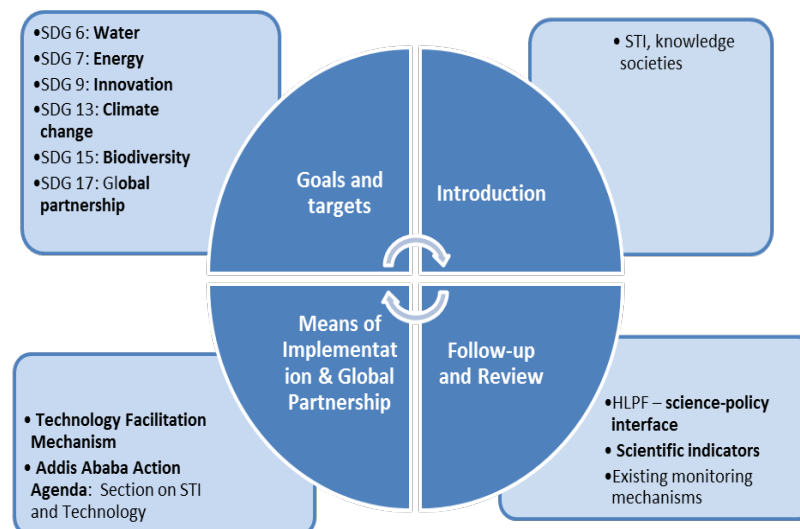 •SDG 6: Water
•SDG 7: Energy
•SDG 9: Innovation
•SDG 13: Climate
change
•SDG 15: Biodiversity
•SDG 17: Global
partnership
• STI, knowledge
societies
Goals and
targets
Introduction
Means of
Implementat
ion & Global
Partnership
Follow-up
and Review
• Technology Facilitation
Mechanism
• Addis Ababa Action
Agenda: Section on STI
and Technology
•HLPF – science-policy
interface
• Scientific indicators
•Existing monitoring
mechanisms